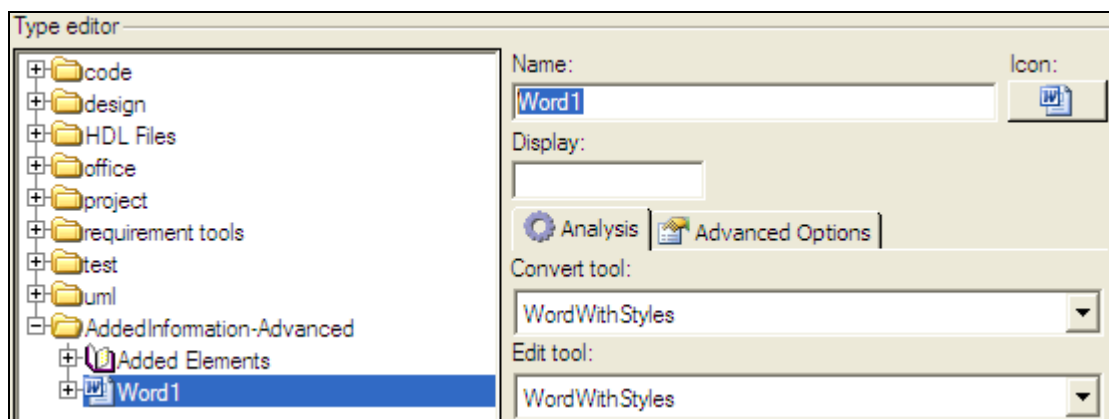 Type editor
code
design
HDL Files
office
project
requirement tools
test
uml
AddedInformation-Advanced
Added Elements
Word1
Name:
Icon:
Word1
Display:
Analysis
Advanced Options
Convert tool:
WordWithStyles
Edit tool:
WordWithStyles